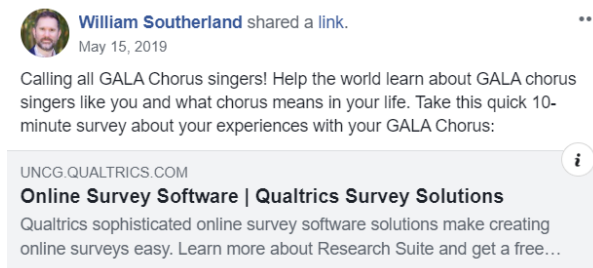 William Southerland shared a link.
May 15, 2019
Calling all GALA Chorus singers! Help the world learn about GALA chorus
singers like you and what chorus means in your life. Take this quick 10-
minute survey about your experiences with your GALA Chorus:
UNCG.QUALTRICS.COM
Online Survey Software | Qualtrics Survey Solutions
Qualtrics sophisticated online survey software solutions make creating
online surveys easy. Learn more about Research Suite and get a free…